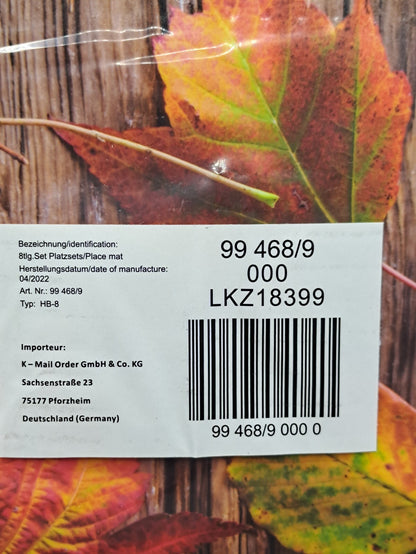 Bezeichnung/identification:
8tlg.Set Platzsets/Place mat
Herstellungsdatum/date of manufacture:
04/2022
Art. Nr.: 99 468/9
Typ: HB-8
Importeur:
K – Mail Order GmbH & Co. KG
Sachsenstraße 23
75177 Pforzheim
Deutschland (Germany)
99 468/9
000
LKZ18399
99 468/9 000 0